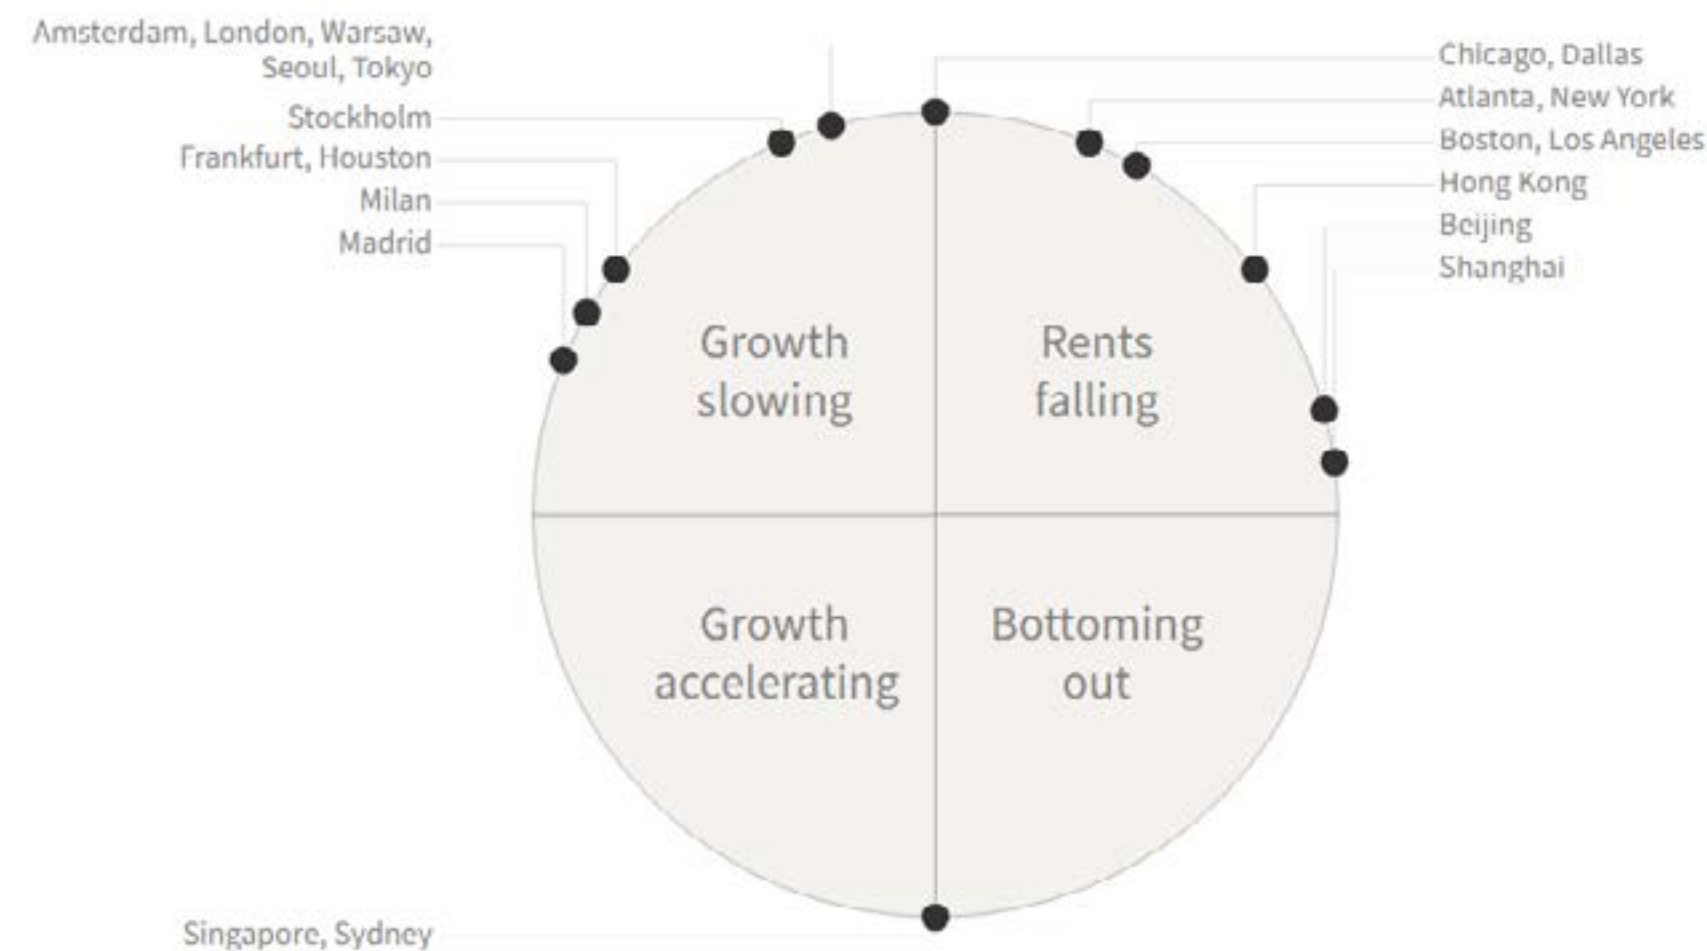 Amsterdam, London, Warsaw,
Seoul, Tokyo
Stockholm
Frankfurt, Houston
Milan
Madrid
Chicago, Dallas
Atlanta, New York
Boston, Los Angeles
Hong Kong
Beijing
Shanghai
Growth
slowing
Rents
falling
Growth
accelerating
Bottoming
out
Singapore, Sydney